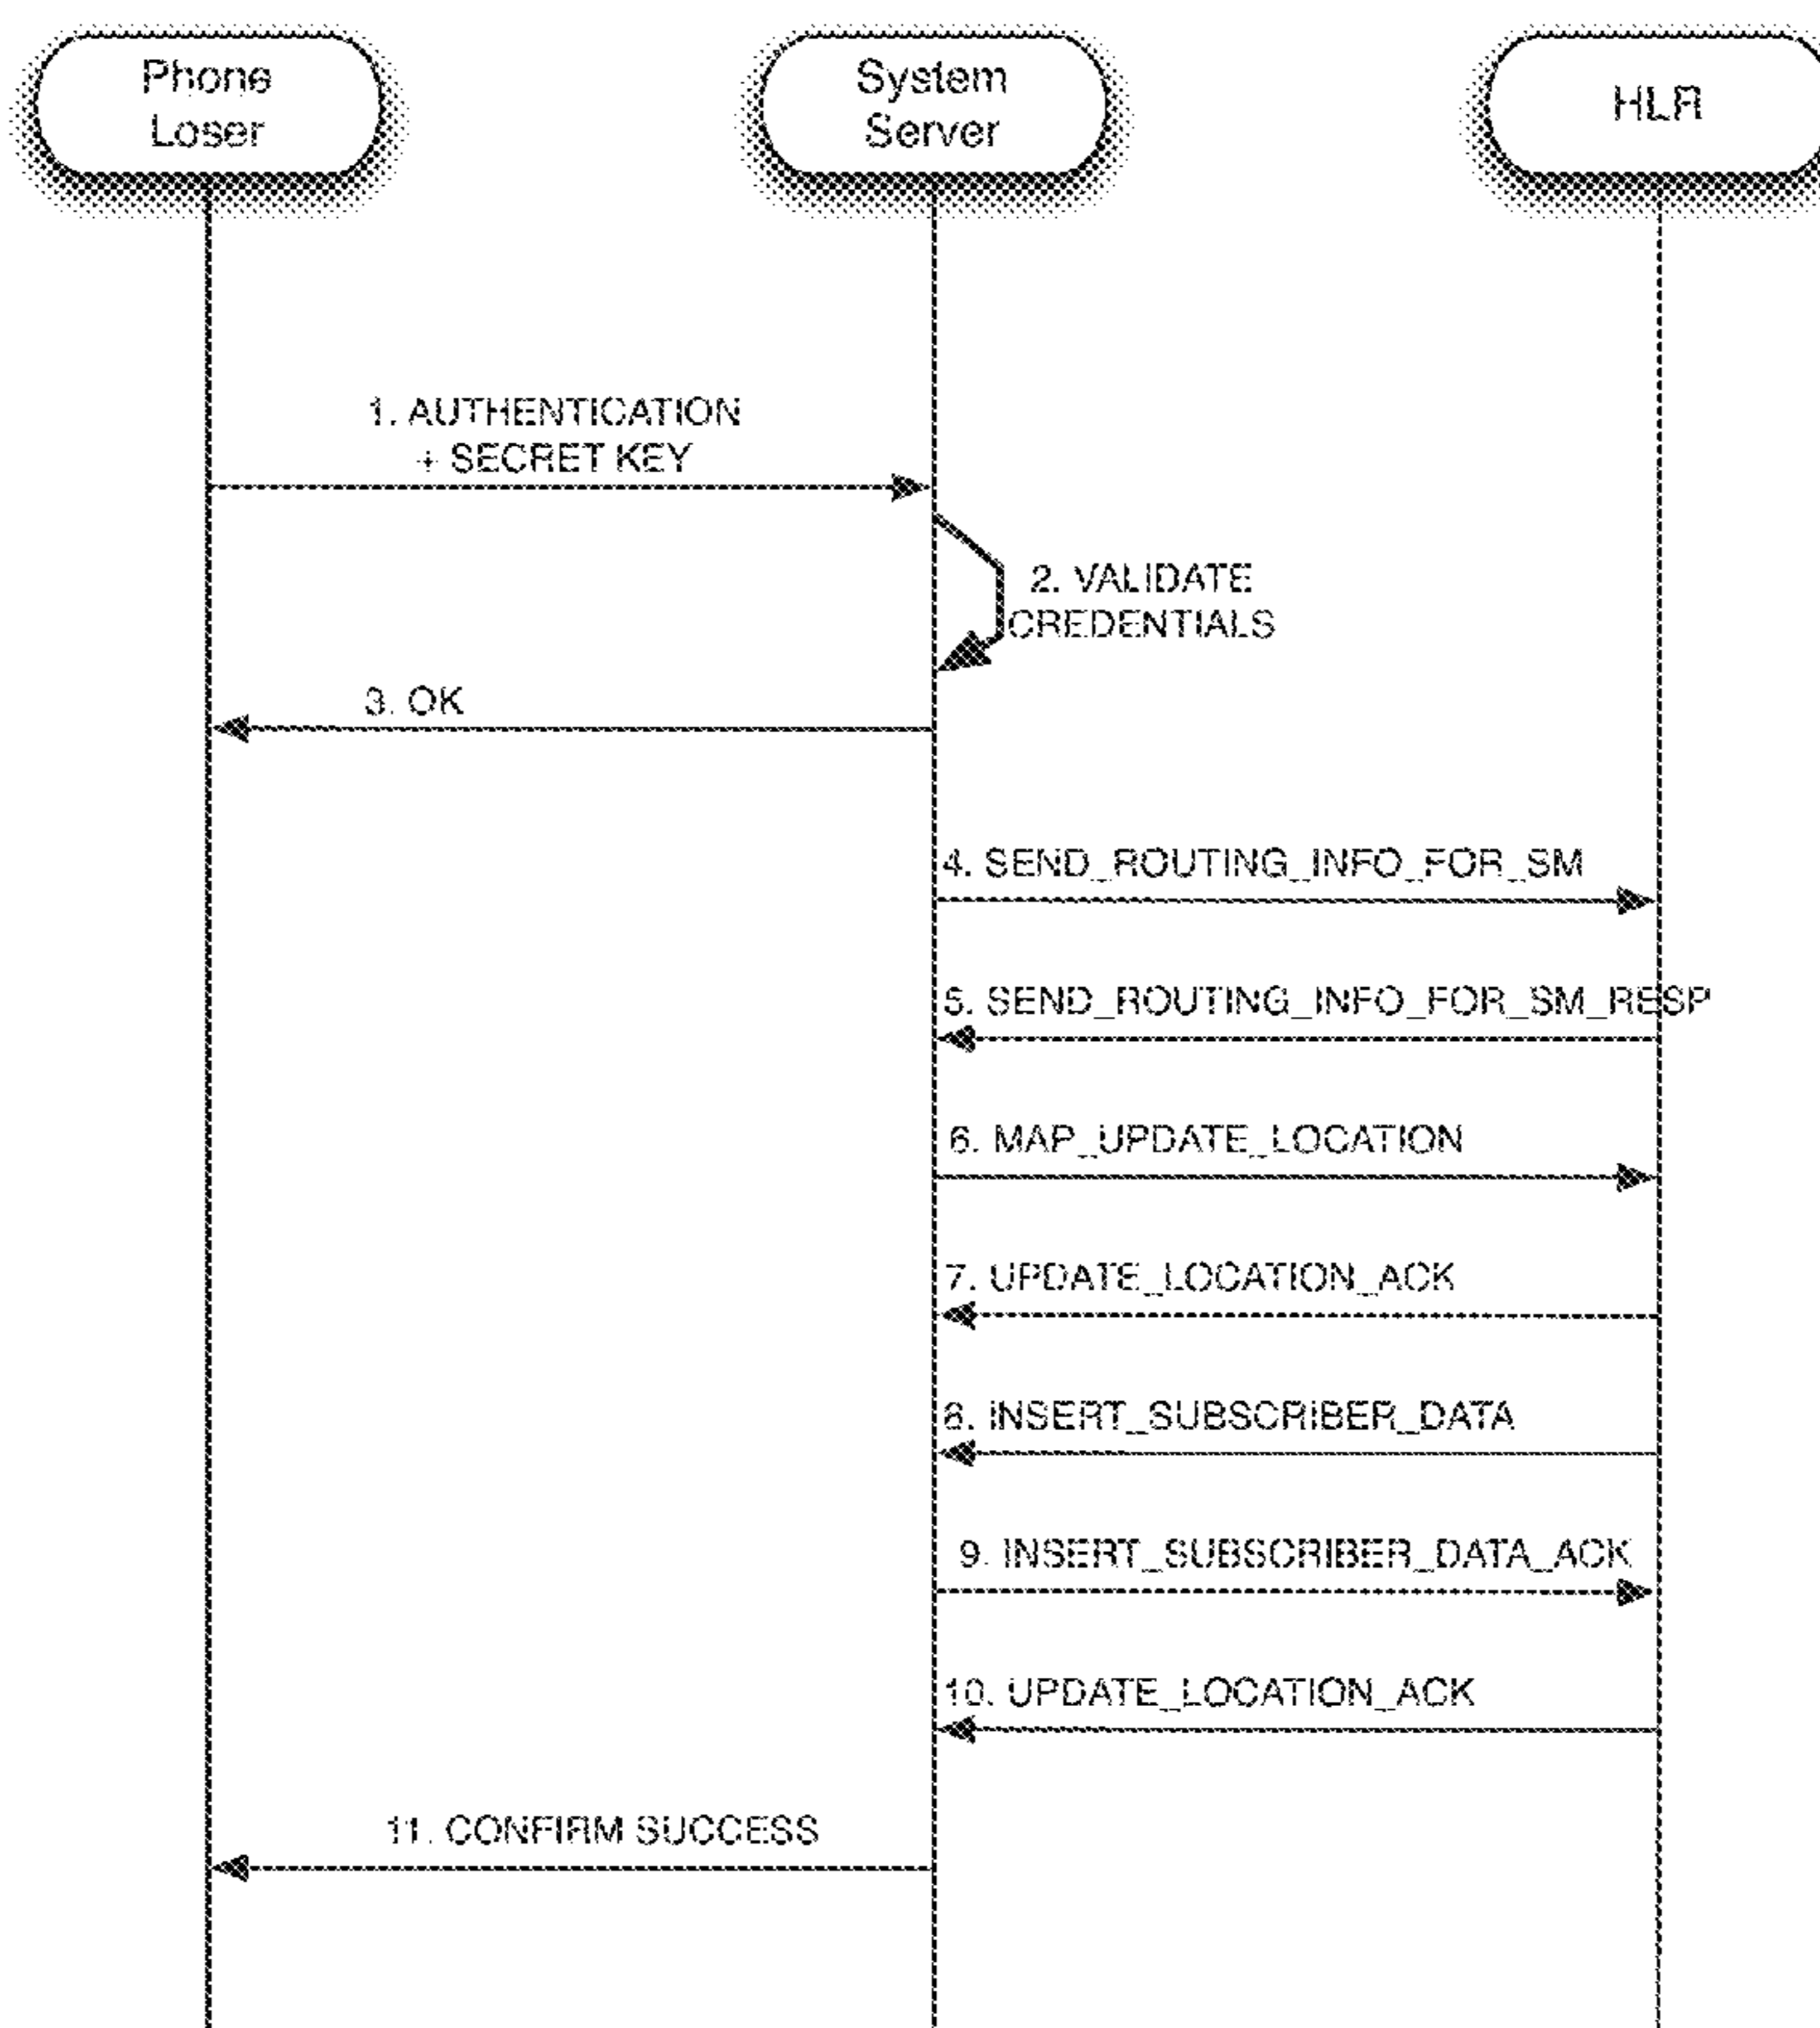 Phone
Loser
System
Server
HLR
1. AUTHENTICATION
+ SECRET KEY
2. VALIDATE
CREDENTIALS
3. OK
4. SEND_ROUTING_INFO_FOR_SM
5. SEND_ROUTING_INFO_FOR_SM_RESP
6. MAP_UPDATE_LOCATION
7. UPDATE_LOCATION_ACK
8. INSERT_SUBSCRIBER_DATA
9. INSERT_SUBSCRIBER_DATA_ACK
10. UPDATE_LOCATION_ACK
11. CONFIRM SUCCESS